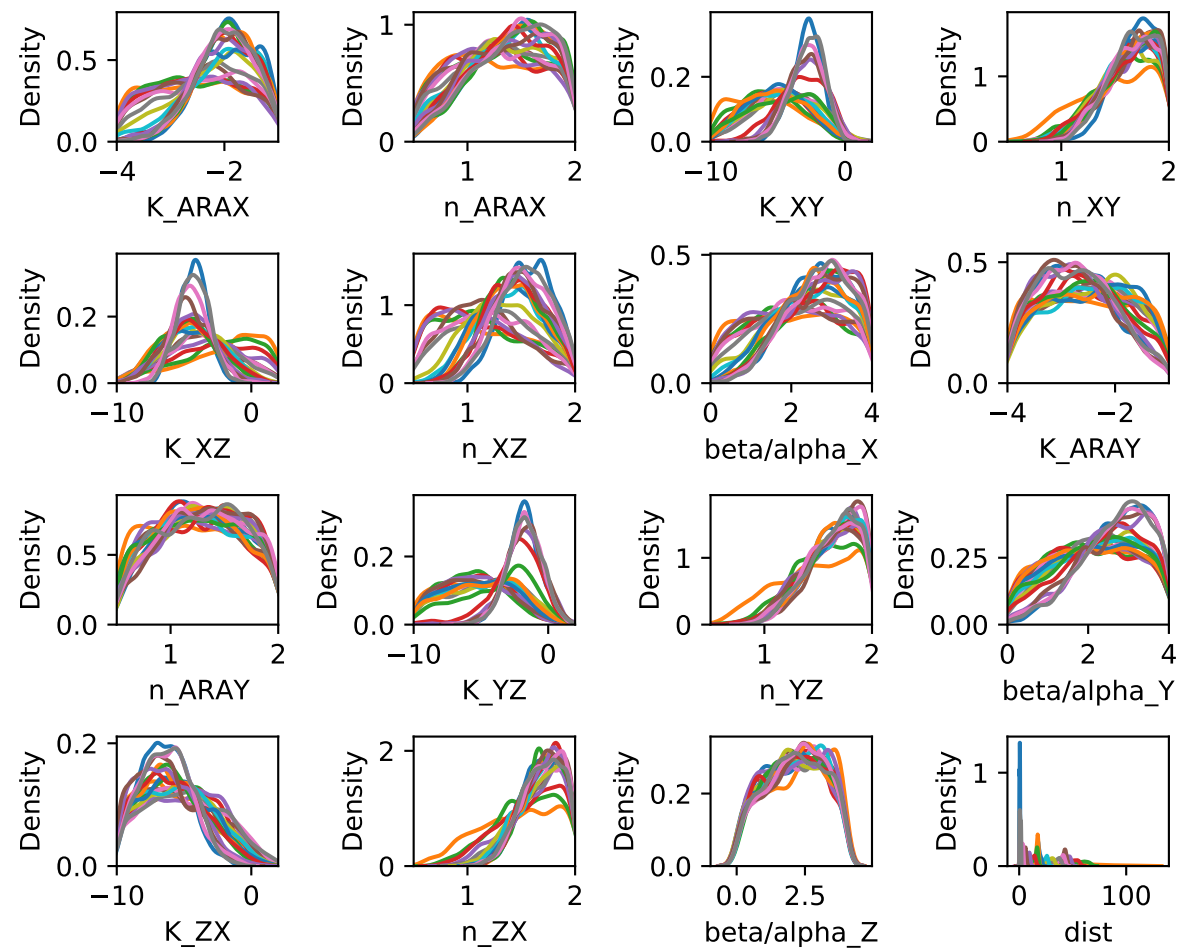 Density
0.5
0.0
−4 −2
K_ARAX
Density
1
0
1 2
n_ARAX
Density
0.2
0.0
−10 0
K_XY
Density
1
0
1 2
n_XY
Density
0.2
0.0
−10 0
K_XZ
Density
1
0
1 2
n_XZ
Density
0.5
0.0
0 2 4
beta/alpha_X
Density
0.5
0.0
−4 −2
K_ARAY
Density
0.5
0.0
1 2
n_ARAY
Density
0.2
0.0
−10 0
K_YZ
Density
1
0
1 2
n_YZ
Density
0.25
0.00
0 2 4
beta/alpha_Y
Density
0.2
0.0
−10 0
K_ZX
Density
2
0
1 2
n_ZX
Density
0.2
0.0
0.0 2.5
beta/alpha_Z
Density
1
0
0 100
dist